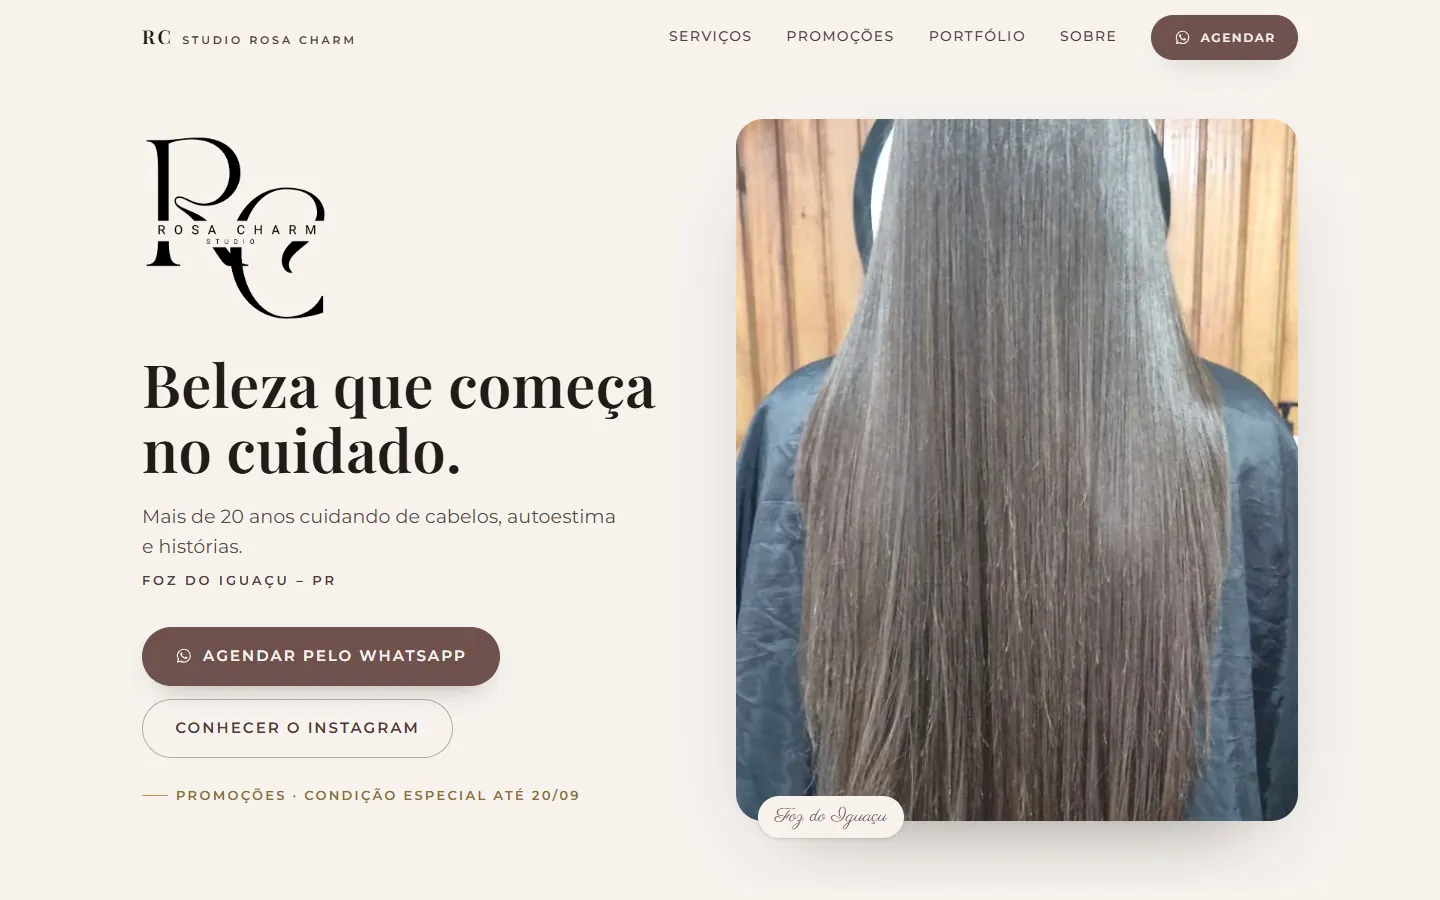 RC STUDIO ROSA CHARM
SERVIÇOS PROMOÇÕES PORTFÓLIO SOBRE AGENDAR
RC
ROSA CHARM
STUDIO
Beleza que começa
no cuidado.
Mais de 20 anos cuidando de cabelos, autoestima
e histórias.
FOZ DO IGUAÇU – PR
AGENDAR PELO WHATSAPP
CONHECER O INSTAGRAM
PROMOÇÕES · CONDIÇÃO ESPECIAL ATÉ 20/09
Foz do Iguaçu